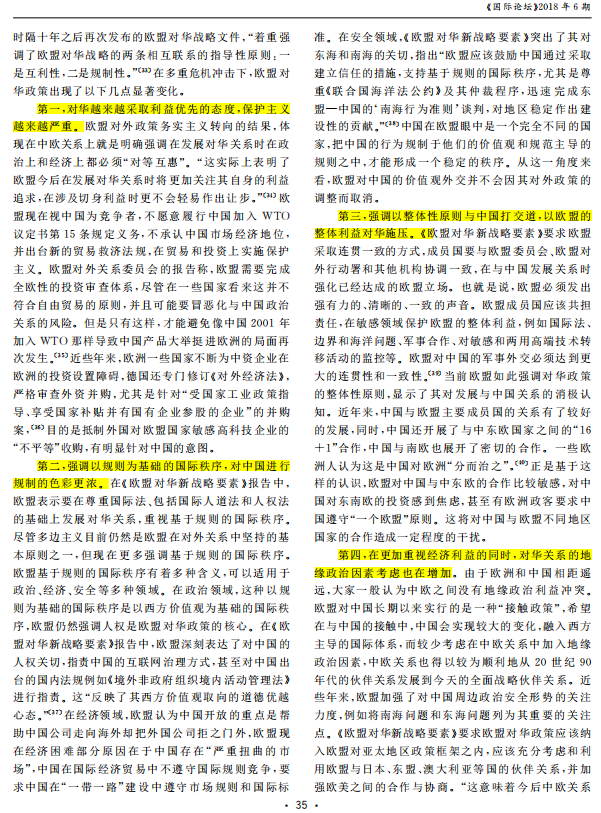 《国际论坛》2018 年 6 期
时隔十年之后再次发布的欧盟对华战略文件，“着重强
调了欧盟对华战略的两条相互联系的指导性原则：一
是互利性，二是规制性。”(33)在多重危机冲击下，欧盟对
华政策出现了以下几点显著变化。
第一，对华越来越采取利益优先的态度，保护主义
越来越严重。欧盟对外政策务实主义转向的结果，体
现在中欧关系上就是明确强调在发展对华关系时在政
治上和经济上都必须“对等互惠”。“这实际上表明了
欧盟今后在发展对华关系时将更加关注其自身的利益
追求，在涉及切身利益时更不会轻易作出让步。”(34)欧
盟现在视中国为竞争者，不愿意履行中国加入 WTO
议定书第 15 条规定义务，不承认中国市场经济地位，
并出台新的贸易救济法规，在贸易和投资上实施保护
主义。欧盟对外关系委员会的报告称，欧盟需要完成
全欧性的投资审查体系，尽管在一些国家看来这并不
符合自由贸易的原则，并且可能要冒恶化与中国政治
关系的风险。但是只有这样，才能避免像中国 2001 年
加入 WTO 那样导致中国产品大举挺进欧洲的局面再
次发生。(35)近些年来，欧洲一些国家不断为中资企业在
欧洲的投资设置障碍，德国还专门修订《对外经济法》，
严格审查外资并购，尤其是针对“受国家工业政策指
导、享受国家补贴并有国有企业参股的企业”的并购
案，(36)目的是抵制外国对欧盟国家敏感高科技企业的
“不平等”收购，有明显针对中国的意图。
第二，强调以规则为基础的国际秩序，对中国进行
规制的色彩更浓。在《欧盟对华新战略要素》报告中，
欧盟表示要在尊重国际法、包括国际人道法和人权法
的基础上发展对华关系，重视基于规则的国际秩序。
尽管多边主义目前仍然是欧盟在对外关系中坚持的基
本原则之一，但现在更多强调基于规则的国际秩序。
欧盟基于规则的国际秩序有着多种含义，可以适用于
政治、经济、安全等多种领域。在政治领域，这种以规
则为基础的国际秩序是以西方价值观为基础的国际秩
序，欧盟仍然强调人权是欧盟对华政策的核心。在《欧
盟对华新战略要素》报告中，欧盟深刻表达了对中国的
人权关切，指责中国的互联网治理方式，甚至对中国出
台的国内法规例如《境外非政府组织境内活动管理法》
进行指责。这“反映了其西方价值观取向的道德优越
心态。”(37)在经济领域，欧盟认为中国开放的重点是帮
助中国公司走向海外却把外国公司拒之门外，欧盟现
在经济困难部分原因在于中国存在“严重扭曲的市
场”，中国在国际经济贸易中不遵守国际规则竞争，要
求中国在“一带一路”建设中遵守市场规则和国际标
准。在安全领域，《欧盟对华新战略要素》突出了其对
东海和南海的关切，指出“欧盟应该鼓励中国通过采取
建立信任的措施，支持基于规则的国际秩序，尤其是尊
重《联合国海洋法公约》及其仲裁程序，迅速完成东
盟—中国的‘南海行为准则’谈判，对地区稳定作出建
设性的贡献。”(38)中国在欧盟眼中是一个完全不同的国
家，把中国的行为规制于他们的价值观和规范主导的
规则之中，才能形成一个稳定的秩序。从这一角度来
看，欧盟对中国的价值观外交并不会因其对外政策的
调整而取消。
第三，强调以整体性原则与中国打交道，以欧盟的
整体利益对华施压。《欧盟对华新战略要素》要求欧盟
采取连贯一致的方式，成员国要与欧盟委员会、欧盟对
外行动署和其他机构协调一致，在与中国发展关系时
强化已经达成的欧盟立场。也就是说，欧盟必须发出
强有力的、清晰的、一致的声音。欧盟成员国应该共担
责任，在敏感领域保护欧盟的整体利益，例如国际法、
边界和海洋问题、军事合作、对敏感和两用高端技术转
移活动的监控等。欧盟对中国的军事外交必须达到更
大的连贯性和一致性。(39)当前欧盟如此强调对华政策
的整体性原则，显示了其对发展与中国关系的消极认
知。近年来，中国与欧盟主要成员国的关系有了较好
的发展，同时，中国还开展了与中东欧国家之间的“16
+1”合作，中国与南欧也展开了密切的合作。一些欧
洲人认为这是中国对欧洲“分而治之”。(40)正是基于这
样的认识，欧盟对中国与中东欧的合作比较敏感，对中
国对东南欧的投资感到焦虑，甚至有欧洲政客要求中
国遵守“一个欧盟”原则。这将对中国与欧盟不同地区
国家的合作造成一定程度的干扰。
第四，在更加重视经济利益的同时，对华关系的地
缘政治因素考虑也在增加。由于欧洲和中国相距遥
远，大家一般认为中欧之间没有地缘政治利益冲突。
欧盟对中国长期以来实行的是一种“接触政策”，希望
在与中国的接触中，中国会实现较大的变化，融入西方
主导的国际体系，而较少考虑在中欧关系中加入地缘
政治因素，中欧关系也得以较为顺利地从 20 世纪 90
年代的伙伴关系发展到今天的全面战略伙伴关系。近
些年来，欧盟加强了对中国周边政治安全形势的关注
力度，例如将南海问题和东海问题列为其重要的关注
点。《欧盟对华新战略要素》要求欧盟对华政策应该纳
入欧盟对亚太地区政策框架之内，应该充分考虑和利
用欧盟与日本、东盟、澳大利亚等国的伙伴关系，并加
强欧美之间的合作与协商。“这意味着今后中欧关系
· 35 ·